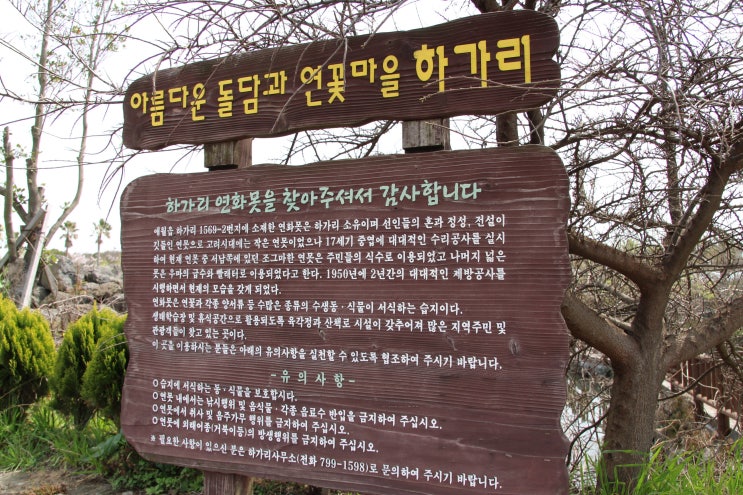 아름다운 돌담과 연꽃마을 하가리
하가리 연화못을 찾아주셔서 감사합니다
애월읍 하가리 1569-2번지에 소재한 연화못은 하가리 소유이며 선인들의 혼과 정성, 전설이
깃들인 연못으로 고려시대에는 작은 연못이었으나 17세기 중엽에 대대적인 수리공사를 실시
하여 현재 연못 중 서남쪽에 있던 조그마한 연못은 주민들의 식수로 이용되었고 나머지 넓은
못은 우마의 급수와 빨래터로 이용되었다고 한다. 1950년에 2년간의 대대적인 제방공사를
시행하면서 현재의 모습을 갖게 되었다.
연화못은 연꽃과 각종 양서류 등 수많은 종류의 수생동·식물이 서식하는 습지이다.
생태학습장 및 휴식공간으로 활용되도록 육각정과 산책로 시설이 갖추어져 많은 지역주민 및
관광객들이 찾고 있는 곳이다.
이 곳을 이용하시는 분들은 아래의 유의사항을 실천할 수 있도록 협조하여 주시기 바랍니다.
- 유 의 사 항 -
○ 습지에 서식하는 동·식물을 보호합시다.
○ 연못 내에서는 낚시행위 및 음식물·각종 음료수 반입을 금지하여 주십시오.
○ 연못에서 취사 및 음주가무 행위를 금지하여 주십시오.
○ 연못에 외래어종(거북이등)의 방생행위를 금지하여 주십시오.
※ 필요한 사항이 있으신 분은 하가리사무소(전화 799-1598)로 문의하여 주시기 바랍니다.